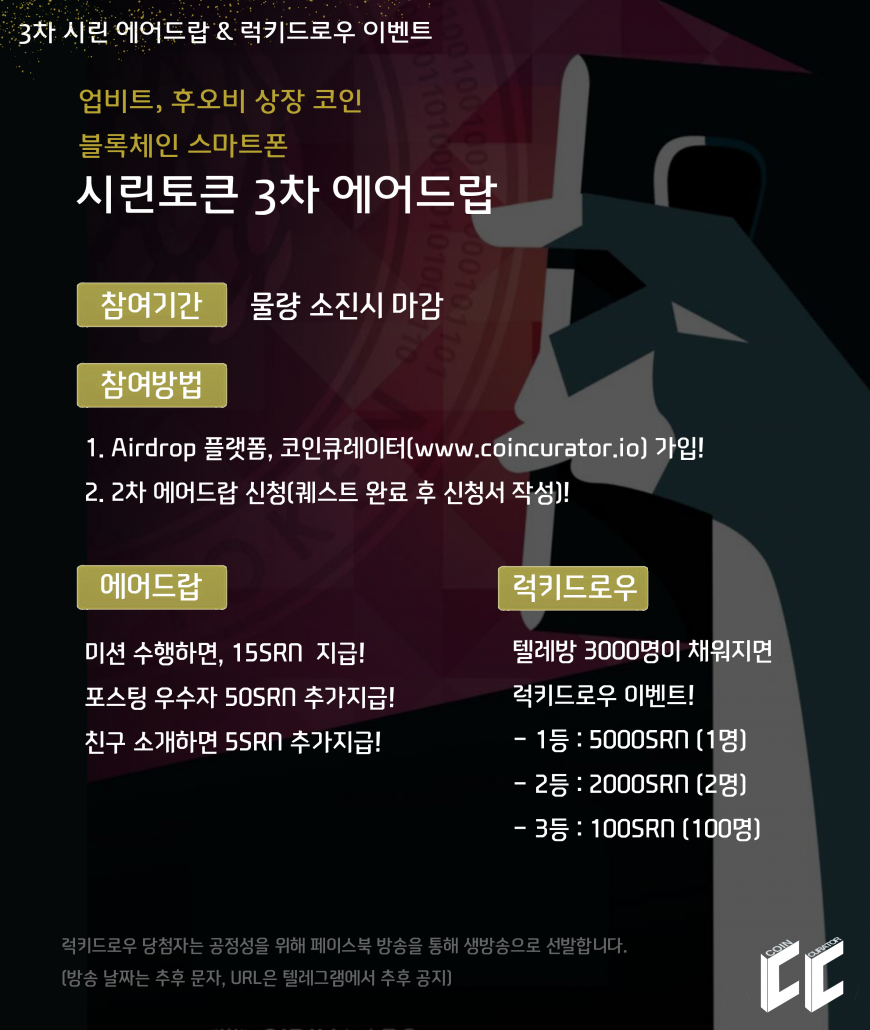 3차 시린 에어드랍 & 럭키드로우 이벤트
업비트, 후오비 상장 코인
블록체인 스마트폰
시린토큰 3차 에어드랍
참여기간
물량 소진시 마감
참여방법
1. Airdrop 플랫폼, 코인큐레이터(www.coincurator.io) 가입!
2. 2차 에어드랍 신청(퀘스트 완료 후 신청서 작성)!
에어드랍
미션 수행하면, 15SRN 지급!
포스팅 우수자 50SRN 추가지급!
친구 소개하면 5SRN 추가지급!
럭키드로우
텔레방 3000명이 채워지면
럭키드로우 이벤트!
- 1등 : 5000SRN (1명)
- 2등 : 2000SRN (2명)
- 3등 : 100SRN (100명)
럭키드로우 당첨자는 공정성을 위해 페이스북 방송을 통해 생방송으로 선발합니다.
(방송 날짜는 추후 문자, URL은 텔레그램에서 추후 공지)
COIN CURATOR
CC